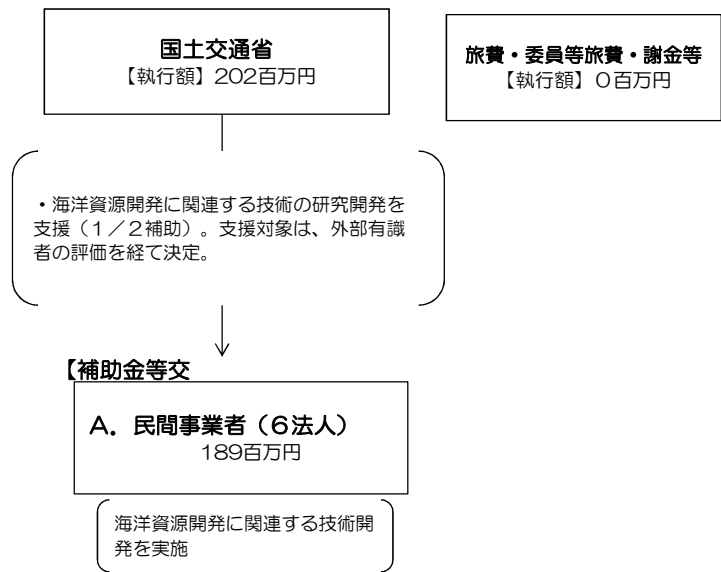 国土交通省
【執行額】202百万円
旅費・委員等旅費・謝金等
【執行額】０百万円
・海洋資源開発に関連する技術の研究開発を
支援（１／２補助）。支援対象は、外部有識
者の評価を経て決定。
【補助金等交
Ａ．民間事業者（６法人）
189百万円
海洋資源開発に関連する技術開
発を実施